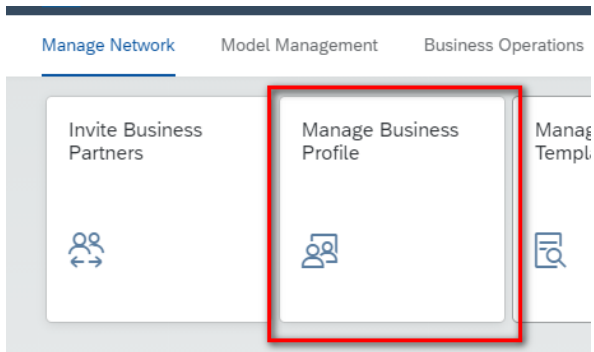 Manage Network Model Management Business Operations
Invite Business
Partners
Manage Business
Profile